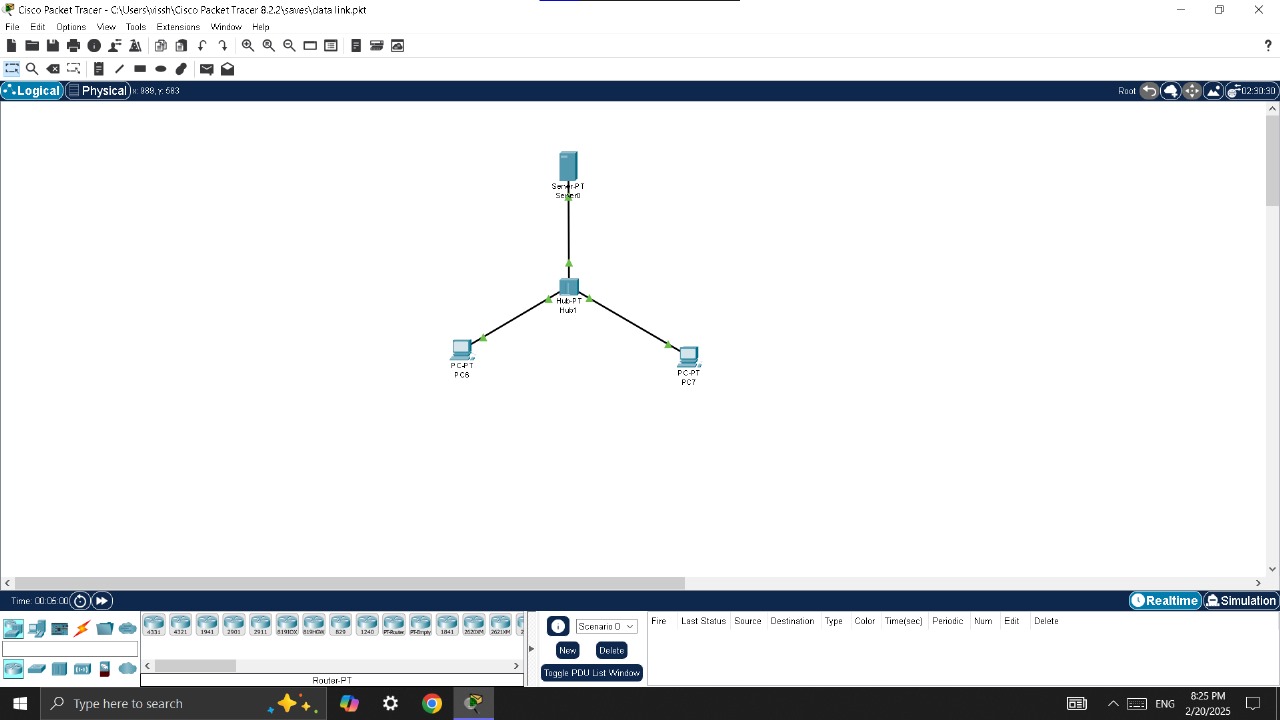 Cisco Packet Tracer - C:\Users\vissh\Cisco Packet Tracer 8.2.2\saves\data link.pkt
File Edit Options View Tools Extensions Window Help
?
Logical Physical x: 989, y: 583 Root 02:30:30
Server-PT
Server0
Hub-PT
Hub1
PC-PT
PC6
PC-PT
PC7
Time: 00:05:00 Realtime Simulation
4331 4321 1941 2901 2911 819IOX 819HGW 829 1240 PT-Router PT-Empty 1841 2620XM 2621XM 2
Router-PT
Scenario 0
New Delete
Toggle PDU List Window
Fire Last Status Source Destination Type Color Time(sec) Periodic Num Edit Delete
Type here to search
ENG
8:25 PM
2/20/2025